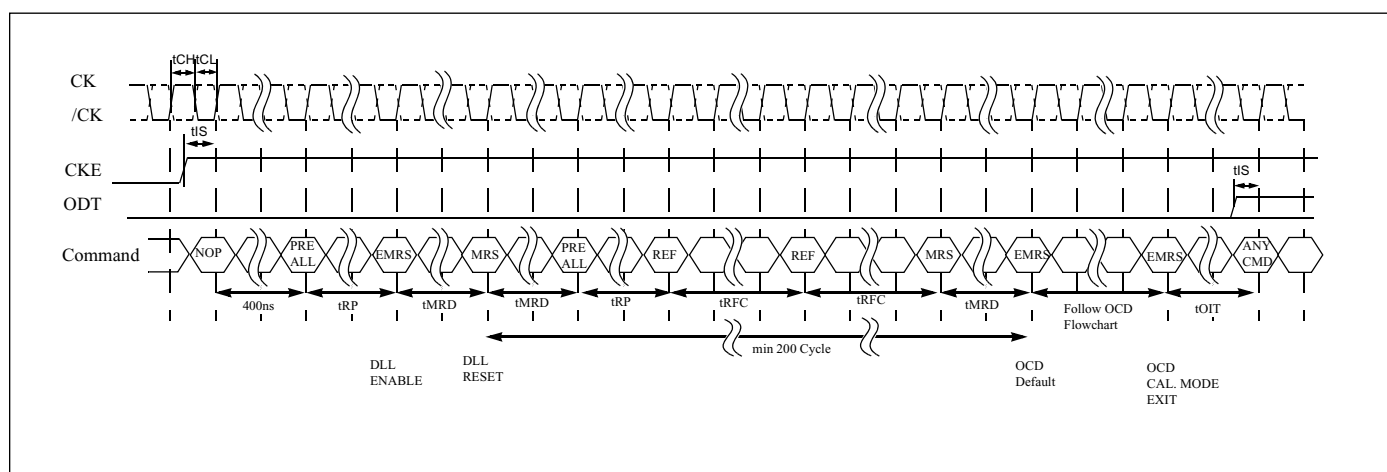 tCH tCL
CK
/CK
tIS
CKE
tIS
ODT
Command
NOP
PRE
ALL
EMRS
MRS
PRE
ALL
REF
REF
MRS
EMRS
EMRS
ANY
CMD
400ns
tRP
tMRD
tMRD
tRP
tRFC
tRFC
tMRD
Follow OCD
Flowchart
tOIT
min 200 Cycle
DLL
ENABLE
DLL
RESET
OCD
Default
OCD
CAL. MODE
EXIT